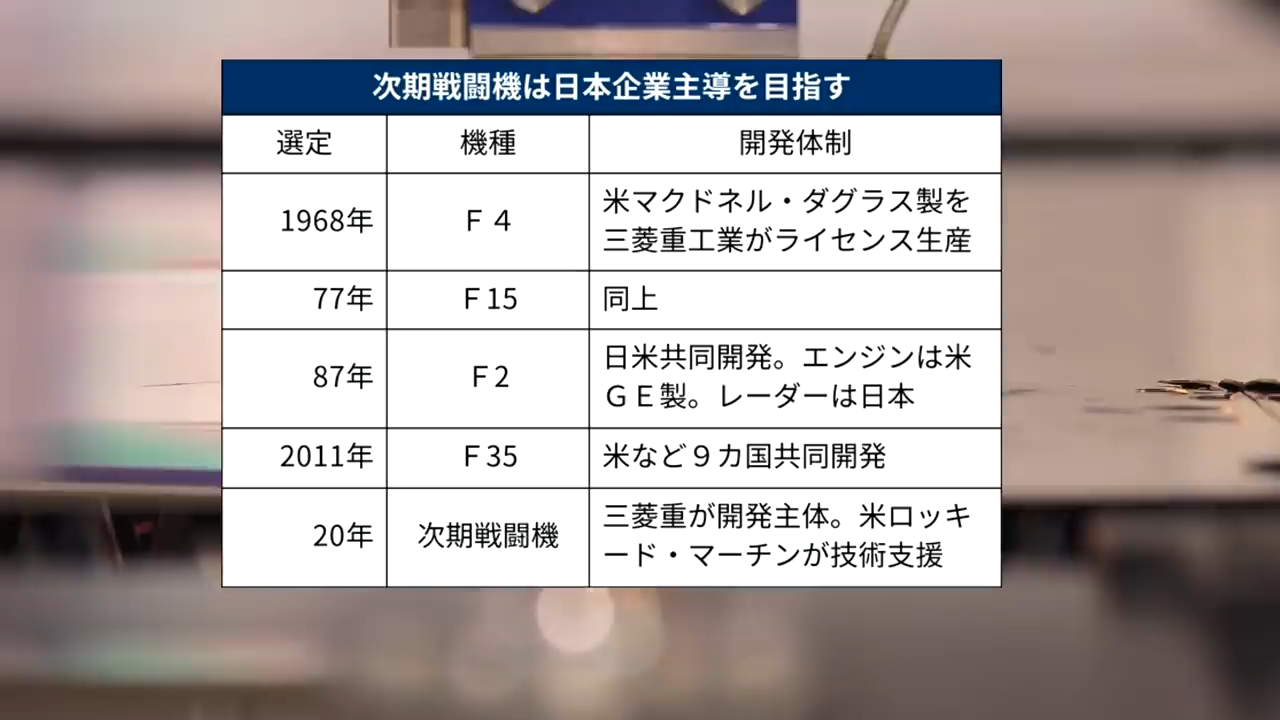 次期戦闘機は日本企業主導を目指す
選定 機種 開発体制
1968年 Ｆ４ 米マクドネル・ダグラス製を
三菱重工業がライセンス生産
77年 Ｆ15 同上
87年 Ｆ2 日米共同開発。エンジンは米
ＧＥ製。レーダーは日本
2011年 Ｆ35 米など９カ国共同開発
20年 次期戦闘機 三菱重が開発主体。米ロッキ
ード・マーチンが技術支援